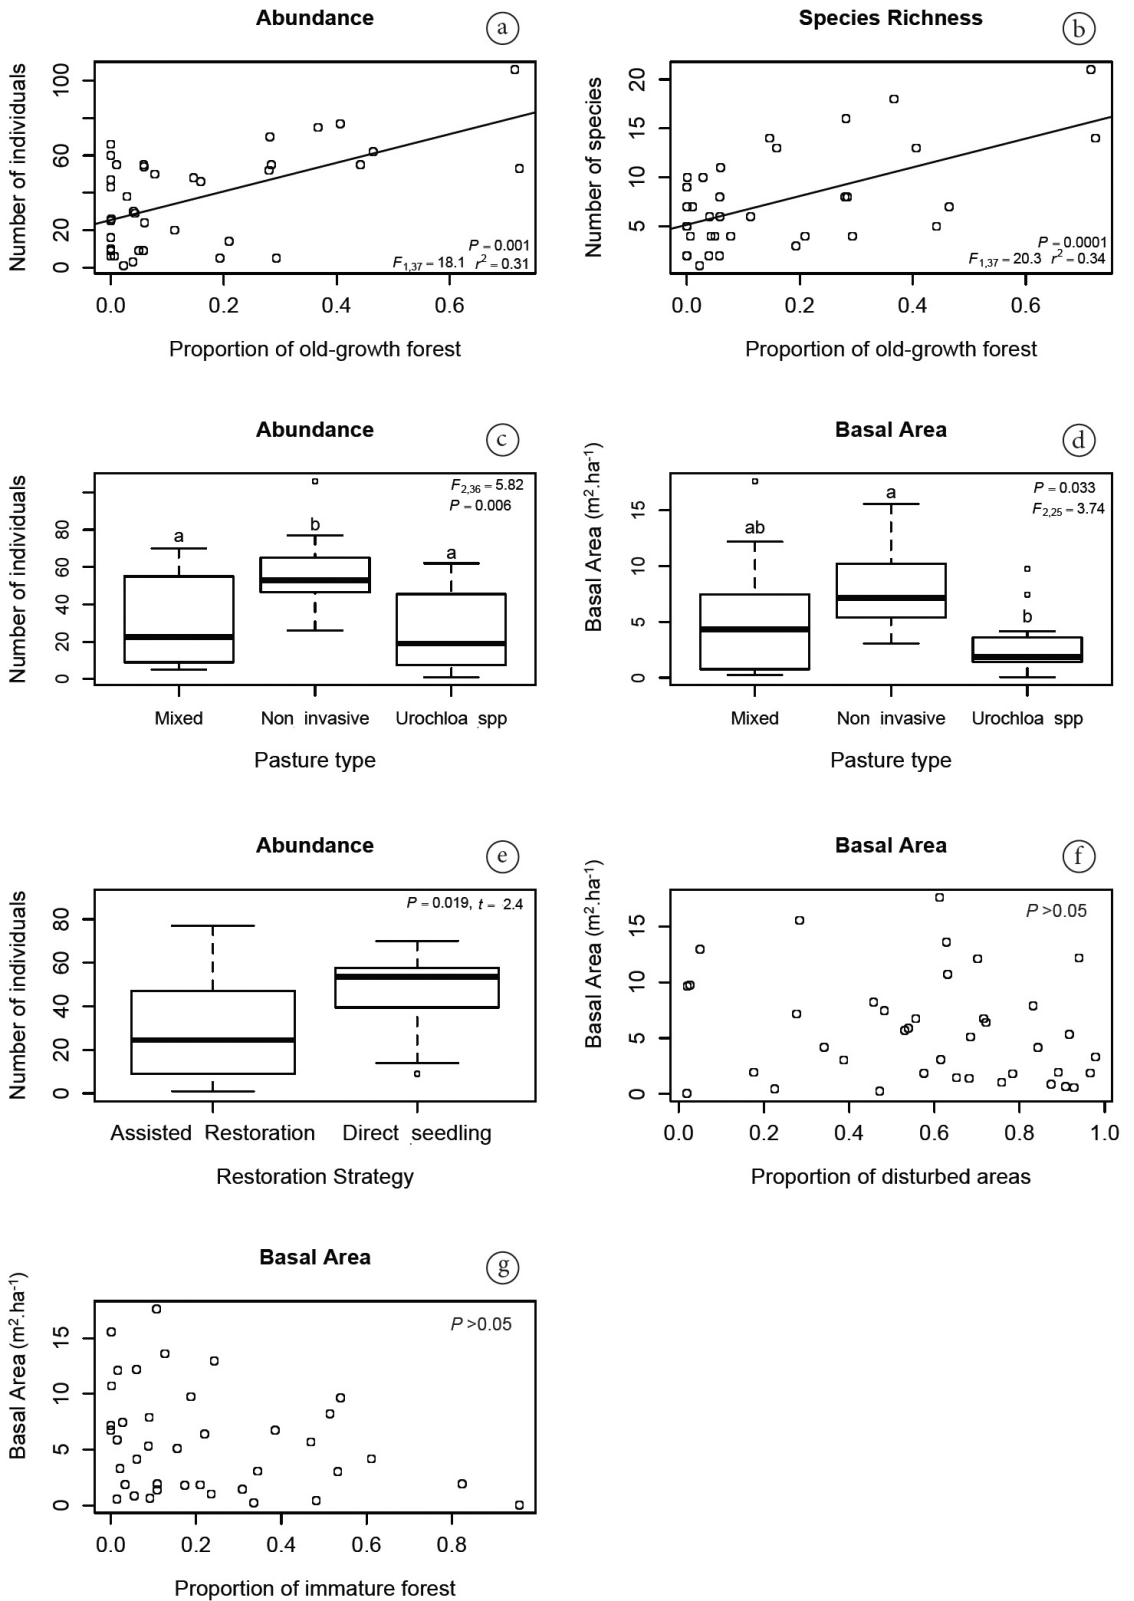 Abundance
a
Number of individuals
100
60
20
0
P = 0.001
F1,37 = 18.1 r2 = 0.31
0.0 0.2 0.4 0.6
Proportion of old-growth forest
Species Richness
b
Number of species
20
15
10
5
P = 0.0001
F1,37 = 20.3 r2 = 0.34
0.0 0.2 0.4 0.6
Proportion of old-growth forest
Abundance
c
Number of individuals
80
60
40
20
0
F2,36 = 5.82
P = 0.006
a
b
a
Mixed Non invasive Urochloa spp
Pasture type
Basal Area
d
Basal Area (m2.ha-1)
15
10
5
0
P = 0.033
F2,25 = 3.74
ab
a
b
Mixed Non invasive Urochloa spp
Pasture type
Abundance
e
Number of individuals
80
60
40
20
0
P = 0.019, t = 2.4
Assisted Restoration Direct seedling
Restoration Strategy
Basal Area
f
Basal Area (m2.ha-1)
15
10
5
0
P >0.05
0.0 0.2 0.4 0.6 0.8 1.0
Proportion of disturbed areas
Basal Area
g
Basal Area (m2.ha-1)
15
10
5
0
P >0.05
0.0 0.2 0.4 0.6 0.8
Proportion of immature forest